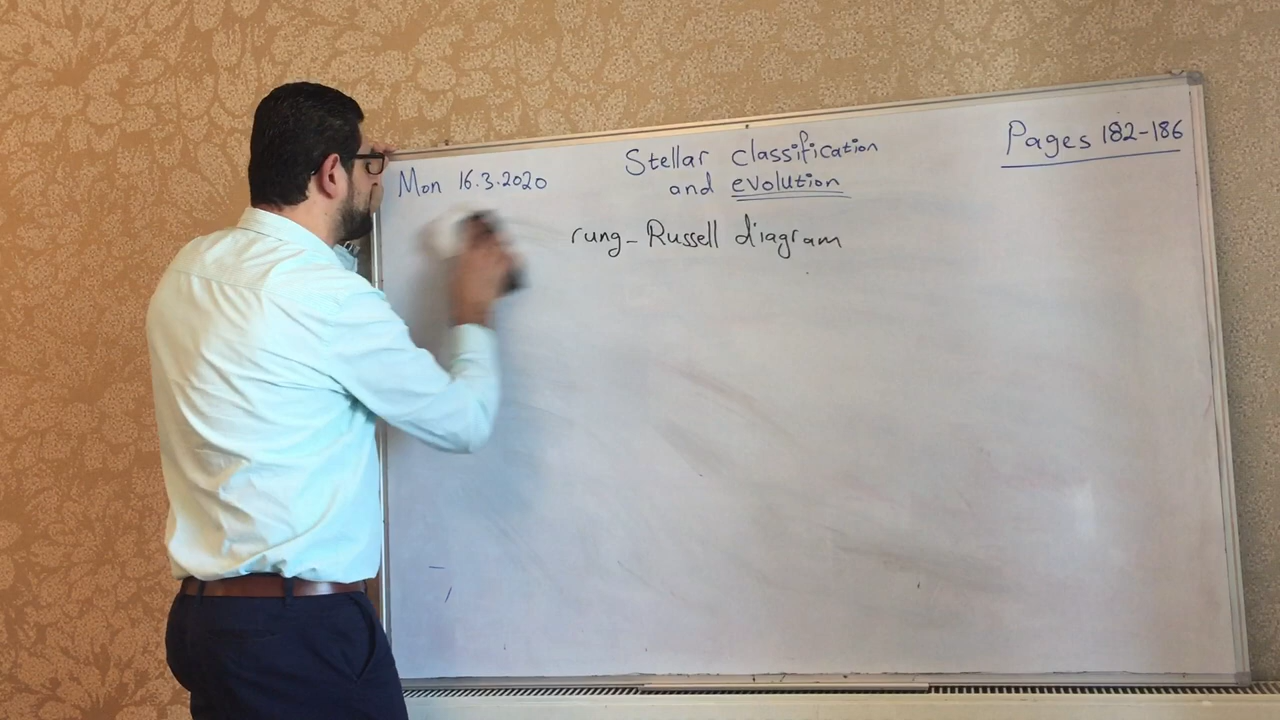 Mon 16.3.2020
Stellar classification
and evolution
Pages 182-186
rung-Russell diagram